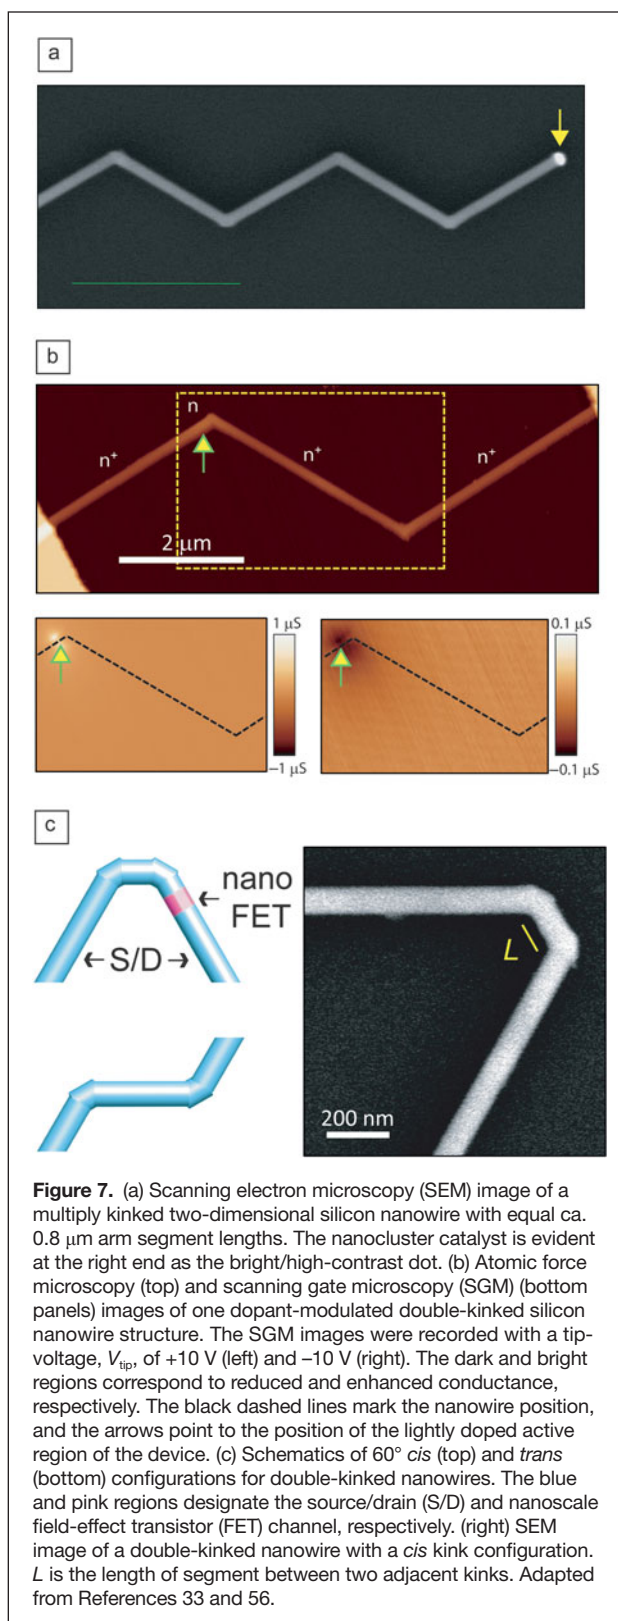 a
b
n
n+ n+ n+
2 µm
1 µS
−1 µS
0.1 µS
−0.1 µS
c
nano
FET
S/D
L
200 nm
Figure 7. (a) Scanning electron microscopy (SEM) image of a
multiply kinked two-dimensional silicon nanowire with equal ca.
0.8 µm arm segment lengths. The nanocluster catalyst is evident
at the right end as the bright/high-contrast dot. (b) Atomic force
microscopy (top) and scanning gate microscopy (SGM) (bottom
panels) images of one dopant-modulated double-kinked silicon
nanowire structure. The SGM images were recorded with a tip-
voltage, Vtip, of +10 V (left) and –10 V (right). The dark and bright
regions correspond to reduced and enhanced conductance,
respectively. The black dashed lines mark the nanowire position,
and the arrows point to the position of the lightly doped active
region of the device. (c) Schematics of 60° cis (top) and trans
(bottom) configurations for double-kinked nanowires. The blue
and pink regions designate the source/drain (S/D) and nanoscale
field-effect transistor (FET) channel, respectively. (right) SEM
image of a double-kinked nanowire with a cis kink configuration.
L is the length of segment between two adjacent kinks. Adapted
from References 33 and 56.